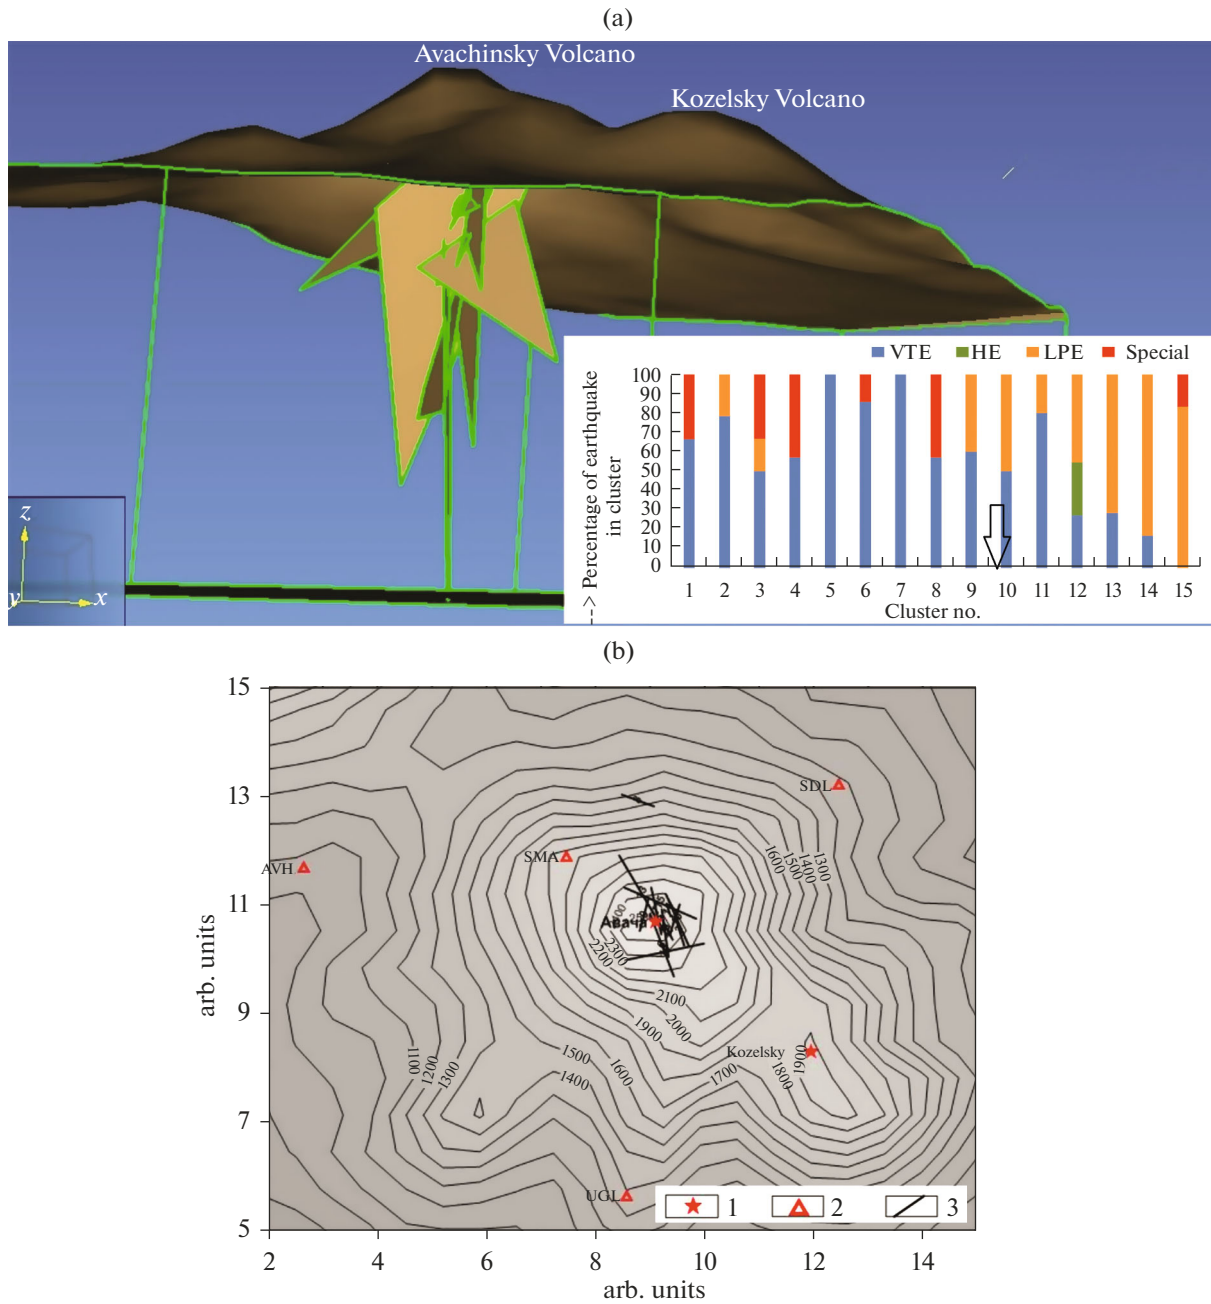 (a)
Avachinsky Volcano
Kozelsky Volcano
z
y
x
VTE HE LPE Special
--> Percentage of earthquake
in cluster
100
90
80
70
60
50
40
30
20
10
0
1 2 3 4 5 6 7 8 9 10 11 12 13 14 15
Cluster no.
(b)
15
13
11
9
7
5
arb. units
SDL
SMA
AVH
1600
1500
1400
1300
Авача
2300
2200
2100
2000
1900
Kozelsky
1900
1800
1700
1600
1500
1400
1100
1200
1300
UGL
1 2 3
2 4 6 8 10 12 14
arb. units